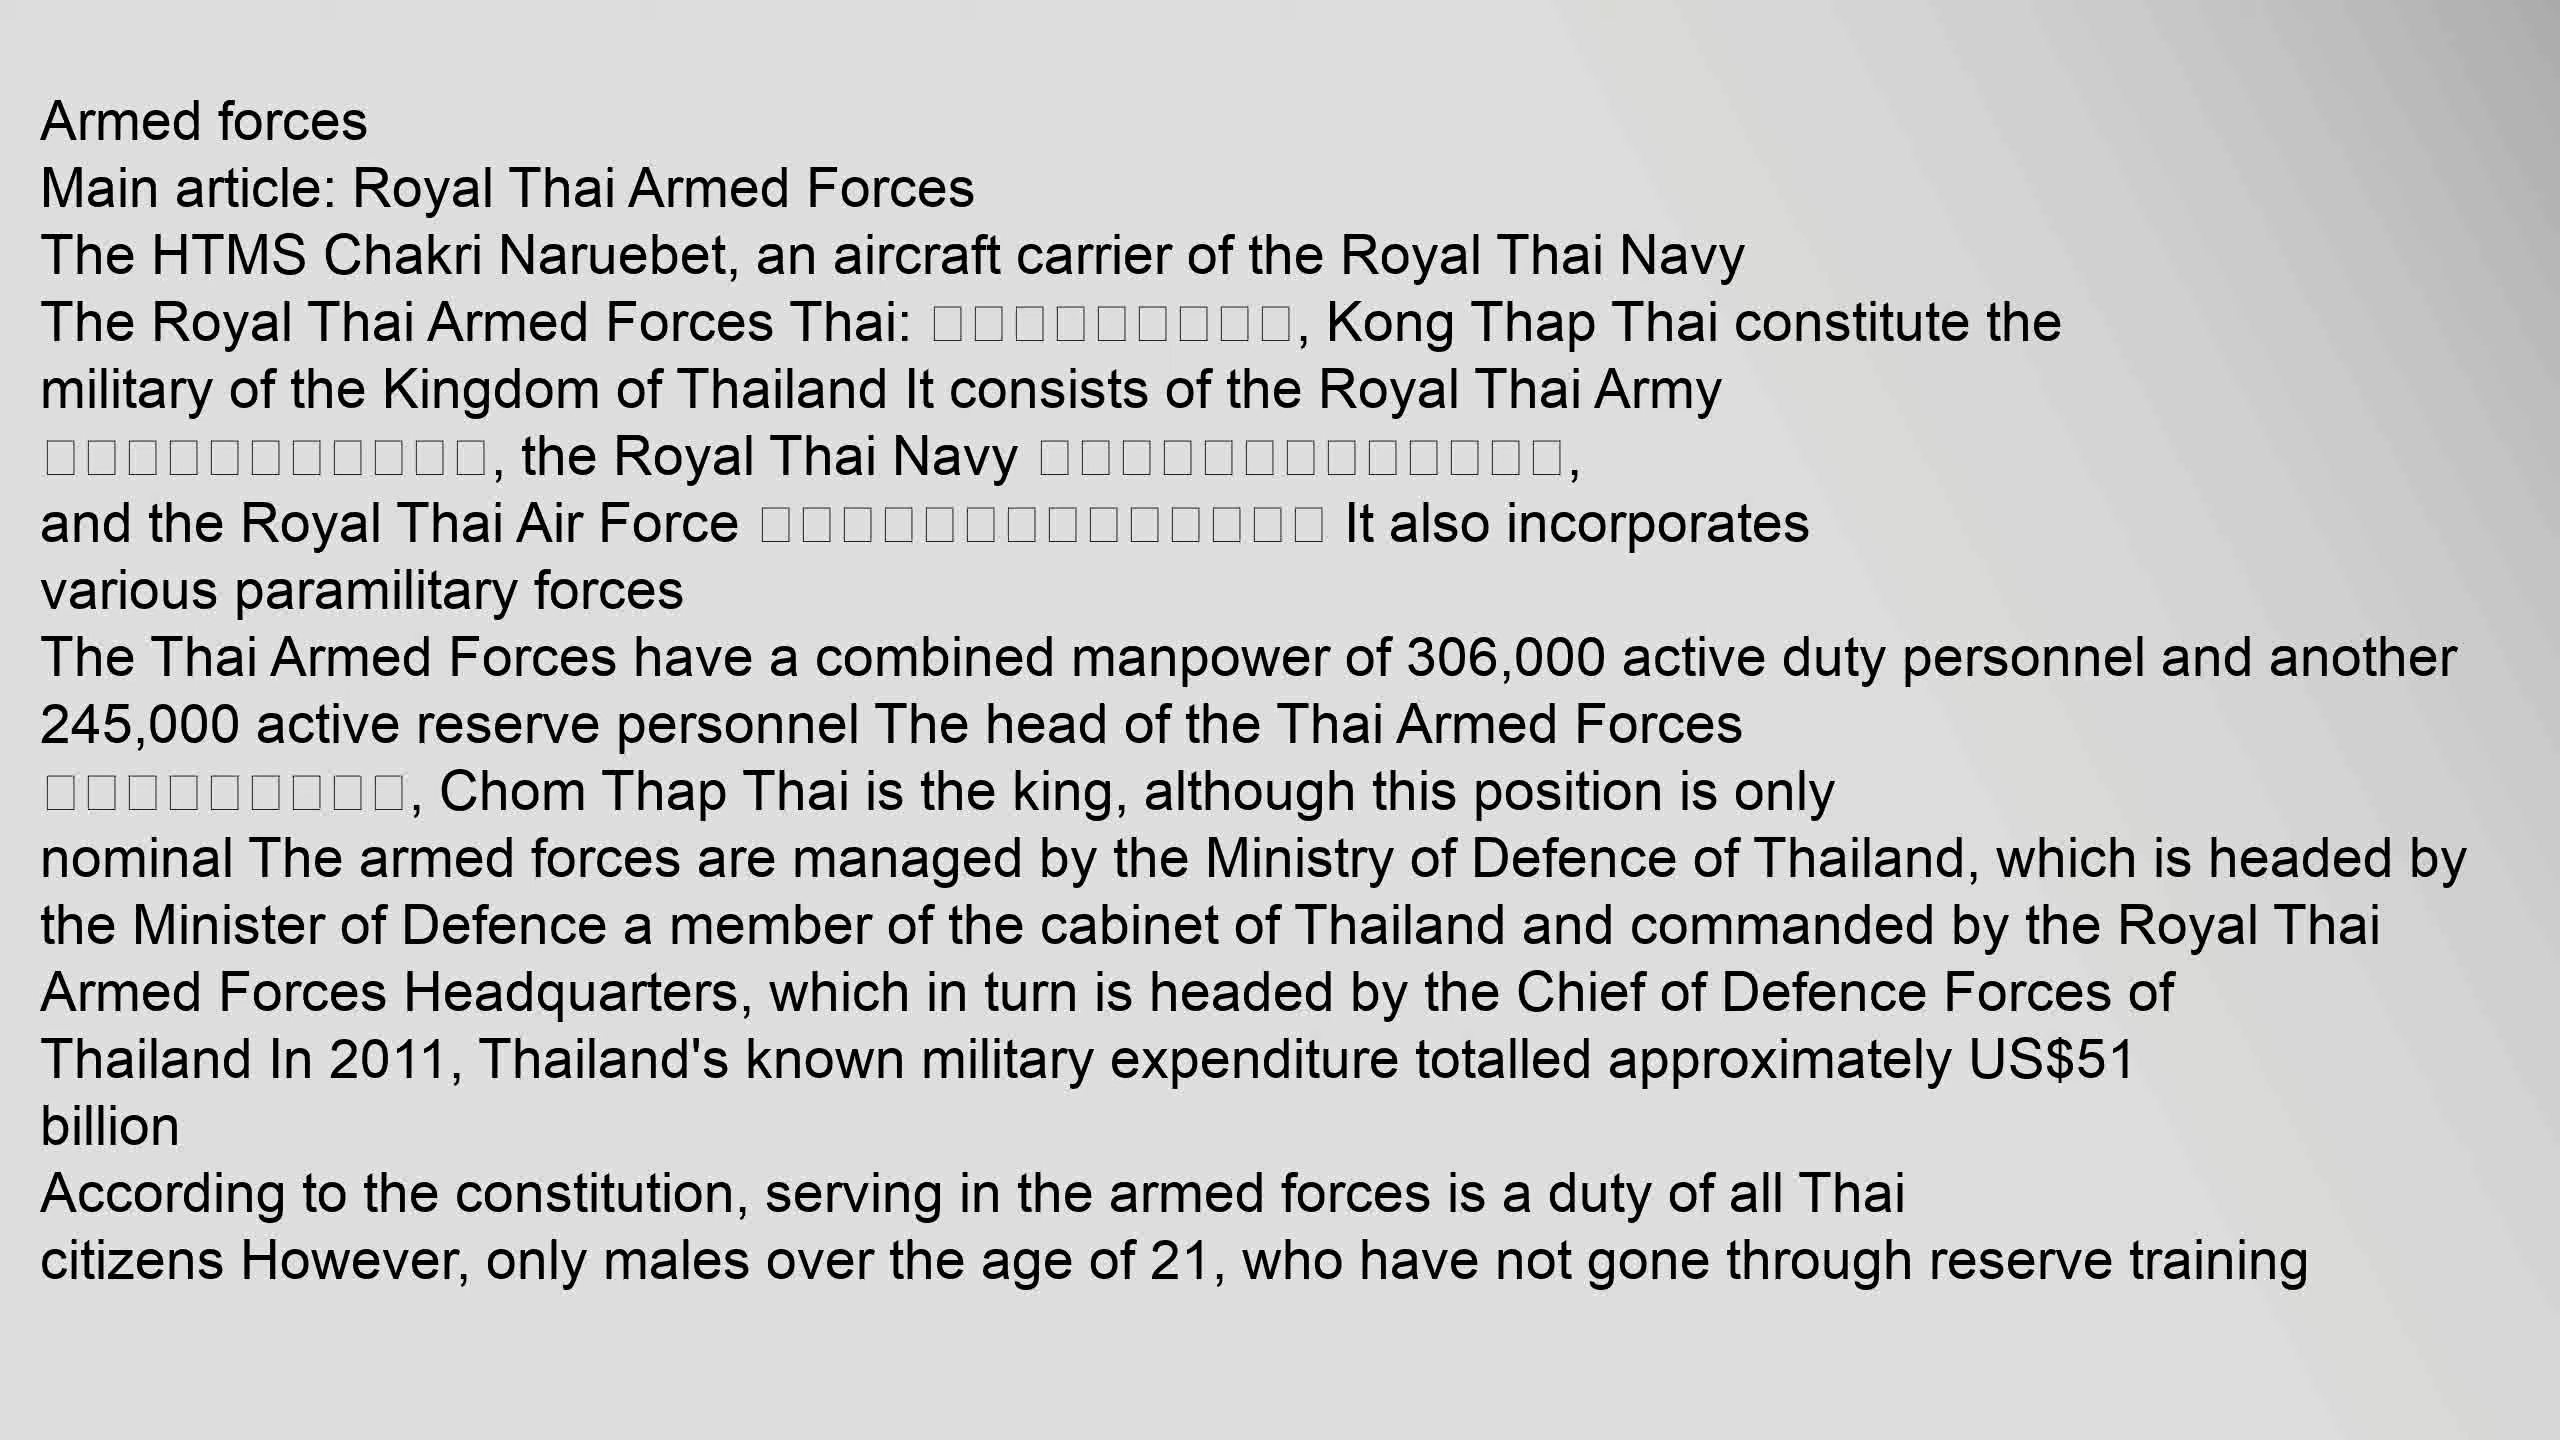 Armed forces
Main article: Royal Thai Armed Forces
The HTMS Chakri Naruebet, an aircraft carrier of the Royal Thai Navy
The Royal Thai Armed Forces Thai: □□□□□□□□□, Kong Thap Thai constitute the
military of the Kingdom of Thailand It consists of the Royal Thai Army
□□□□□□□□□□□, the Royal Thai Navy □□□□□□□□□□□□□,
and the Royal Thai Air Force □□□□□□□□□□□□□□ It also incorporates
various paramilitary forces
The Thai Armed Forces have a combined manpower of 306,000 active duty personnel and another
245,000 active reserve personnel The head of the Thai Armed Forces
□□□□□□□□□, Chom Thap Thai is the king, although this position is only
nominal The armed forces are managed by the Ministry of Defence of Thailand, which is headed by
the Minister of Defence a member of the cabinet of Thailand and commanded by the Royal Thai
Armed Forces Headquarters, which in turn is headed by the Chief of Defence Forces of
Thailand In 2011, Thailand's known military expenditure totalled approximately US$51
billion
According to the constitution, serving in the armed forces is a duty of all Thai
citizens However, only males over the age of 21, who have not gone through reserve training